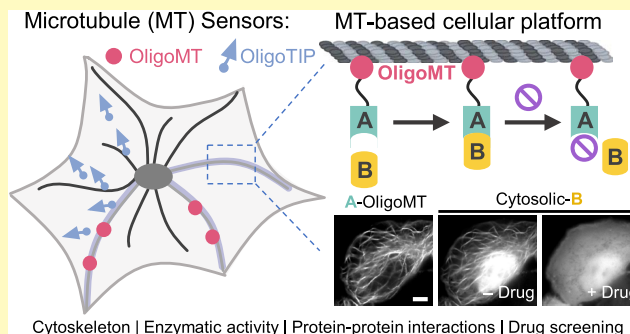 Microtubule (MT) Sensors:
OligoMT OligoTIP
MT-based cellular platform
OligoMT
A
A
A
B
B
B
A-OligoMT
Cytosolic-B
– Drug
+ Drug
Cytoskeleton | Enzymatic activity | Protein-protein interactions | Drug screening